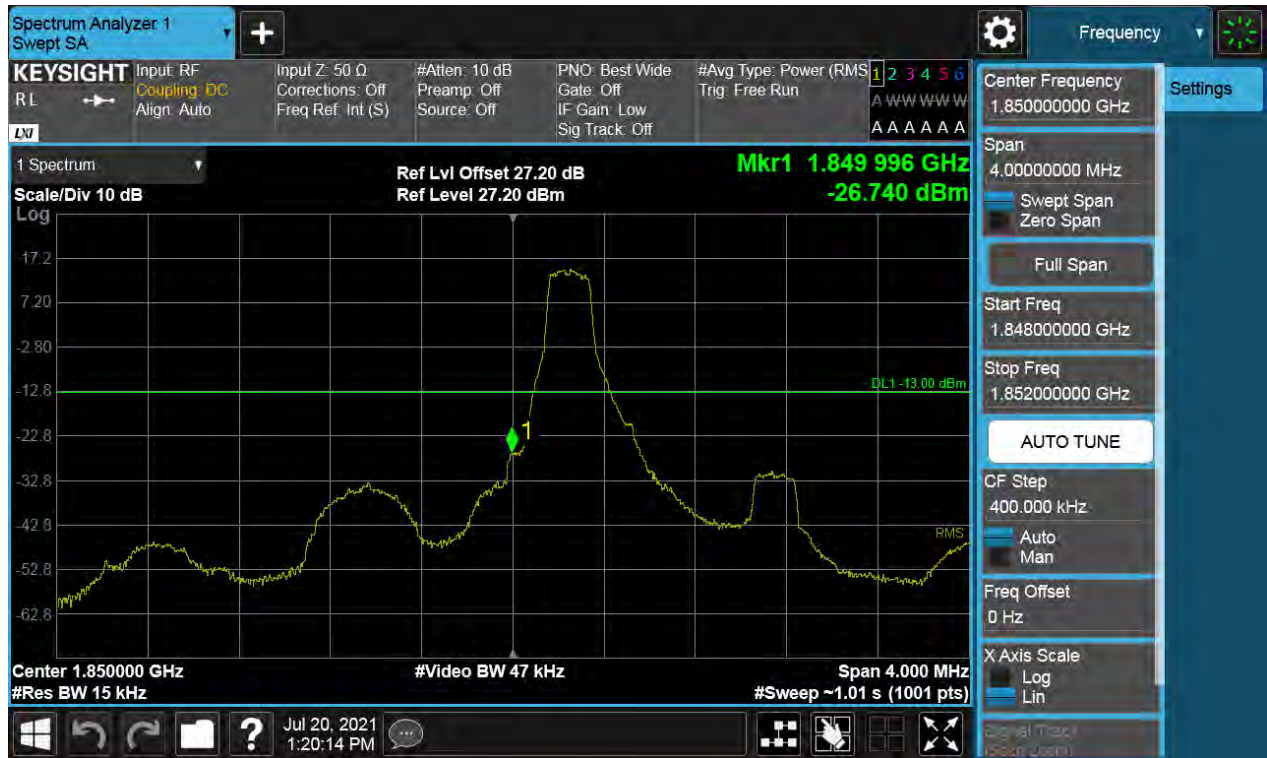 Spectrum Analyzer 1
Swept SA
Frequency
KEYSIGHT
RL
LXI
Input: RF
Coupling: DC
Align: Auto
Input Z: 50 Ω
Corrections: Off
Freq Ref: Int (S)
#Atten: 10 dB
Preamp: Off
Source: Off
PNO: Best Wide
Gate: Off
IF Gain: Low
Sig Track: Off
#Avg Type: Power (RMS
Trig: Free Run
1 2 3 4 5 6
A W W W W W
A A A A A A
Center Frequency
1.850000000 GHz
Settings
Span
4.00000000 MHz
Swept Span
Zero Span
Full Span
Start Freq
1.848000000 GHz
Stop Freq
1.852000000 GHz
AUTO TUNE
CF Step
400.000 kHz
Auto
Man
Freq Offset
0 Hz
X Axis Scale
Log
Lin
Signal Track
(Span Zoom)
1 Spectrum
Scale/Div 10 dB
Log
Ref Lvl Offset 27.20 dB
Ref Level 27.20 dBm
Mkr1 1.849 996 GHz
-26.740 dBm
17.2
7.20
-2.80
-12.8
-22.8
-32.8
-42.8
-52.8
-62.8
DL1 -13.00 dBm
1
RMS
Center 1.850000 GHz
#Res BW 15 kHz
#Video BW 47 kHz
Span 4.000 MHz
#Sweep ~1.01 s (1001 pts)
?
Jul 20, 2021
1:20:14 PM